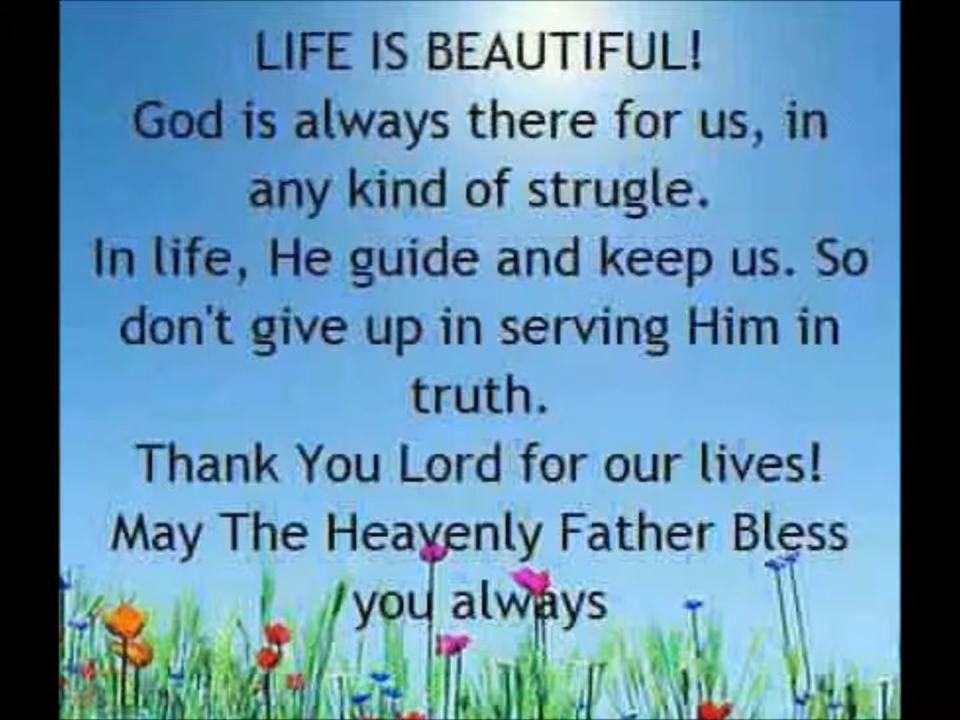 LIFE IS BEAUTIFUL!
God is always there for us, in
any kind of strugle.
In life, He guide and keep us. So
don't give up in serving Him in
truth.
Thank You Lord for our lives!
May The Heavenly Father Bless
you always